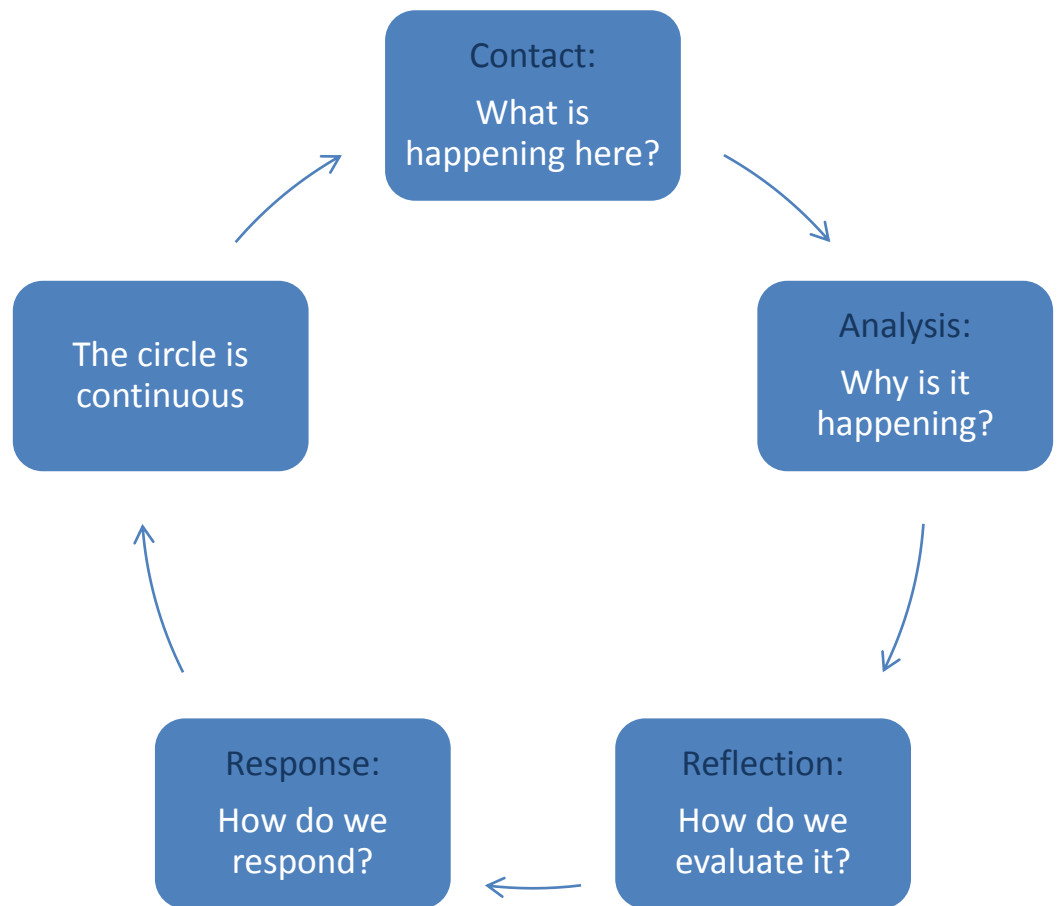 Contact:
What is
happening here?
Analysis:
Why is it
happening?
Reflection:
How do we
evaluate it?
Response:
How do we
respond?
The circle is
continuous